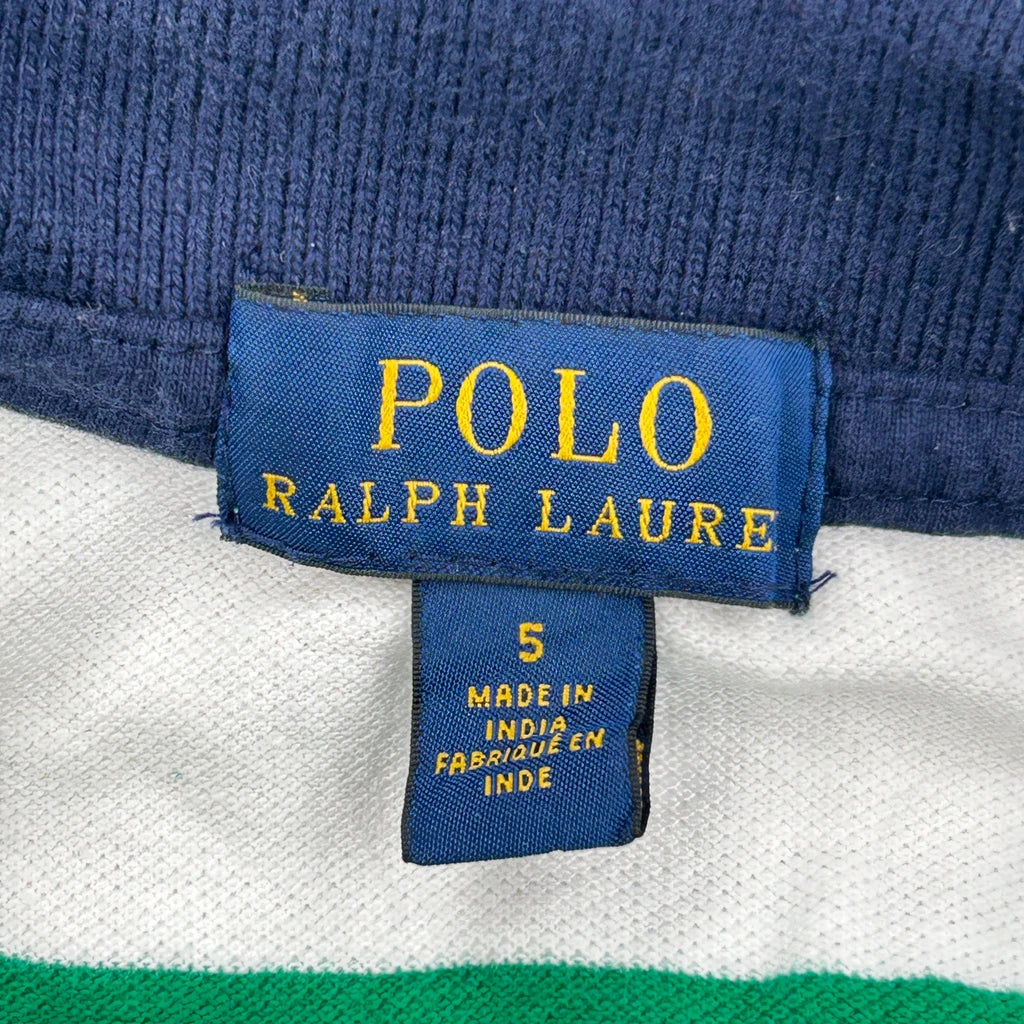 POLO
RALPH LAURE
5
MADE IN
INDIA
FABRIQUÉ EN
INDE